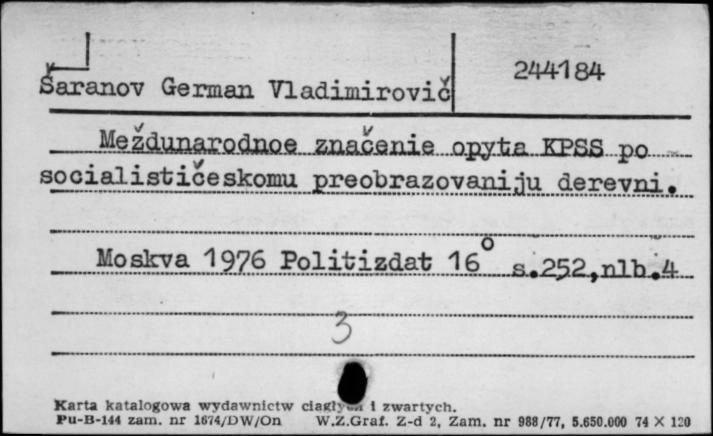 Šaranov German Vladimirovič 244184
Meždunarodnoe značenie opyta KPSS po
socialističeskomu preobrazovaniju derevni.
Moskva 1976 Politizdat 16° s.252,nlb.4
3
Karta katalogowa wydawnictw ciągłych i zwartych.
Pu-B-144 zam. nr 1674/DW/On W.Z.Graf. Z-d 2, Zam. nr 988/77, 5.650.000 74 X 120